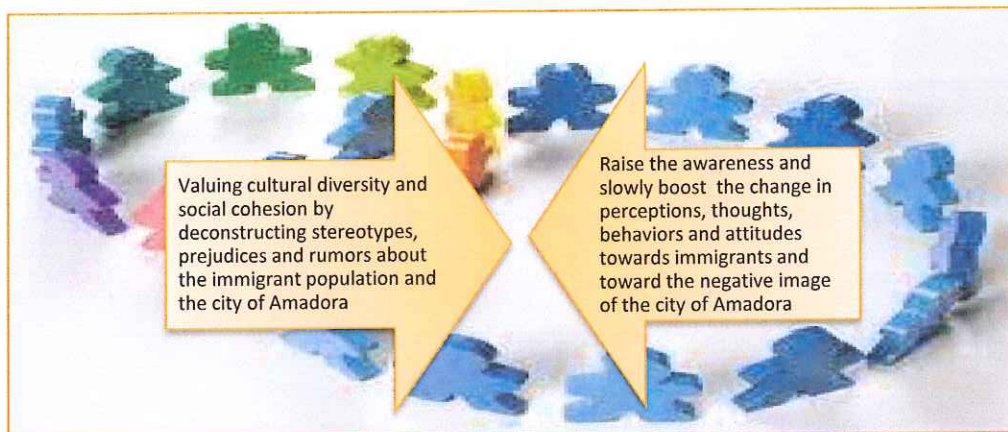 Valuing cultural diversity and
social cohesion by
deconstructing stereotypes,
prejudices and rumors about
the immigrant population and
the city of Amadora
Raise the awareness and
slowly boost the change in
perceptions, thoughts,
behaviors and attitudes
towards immigrants and
toward the negative image
of the city of Amadora